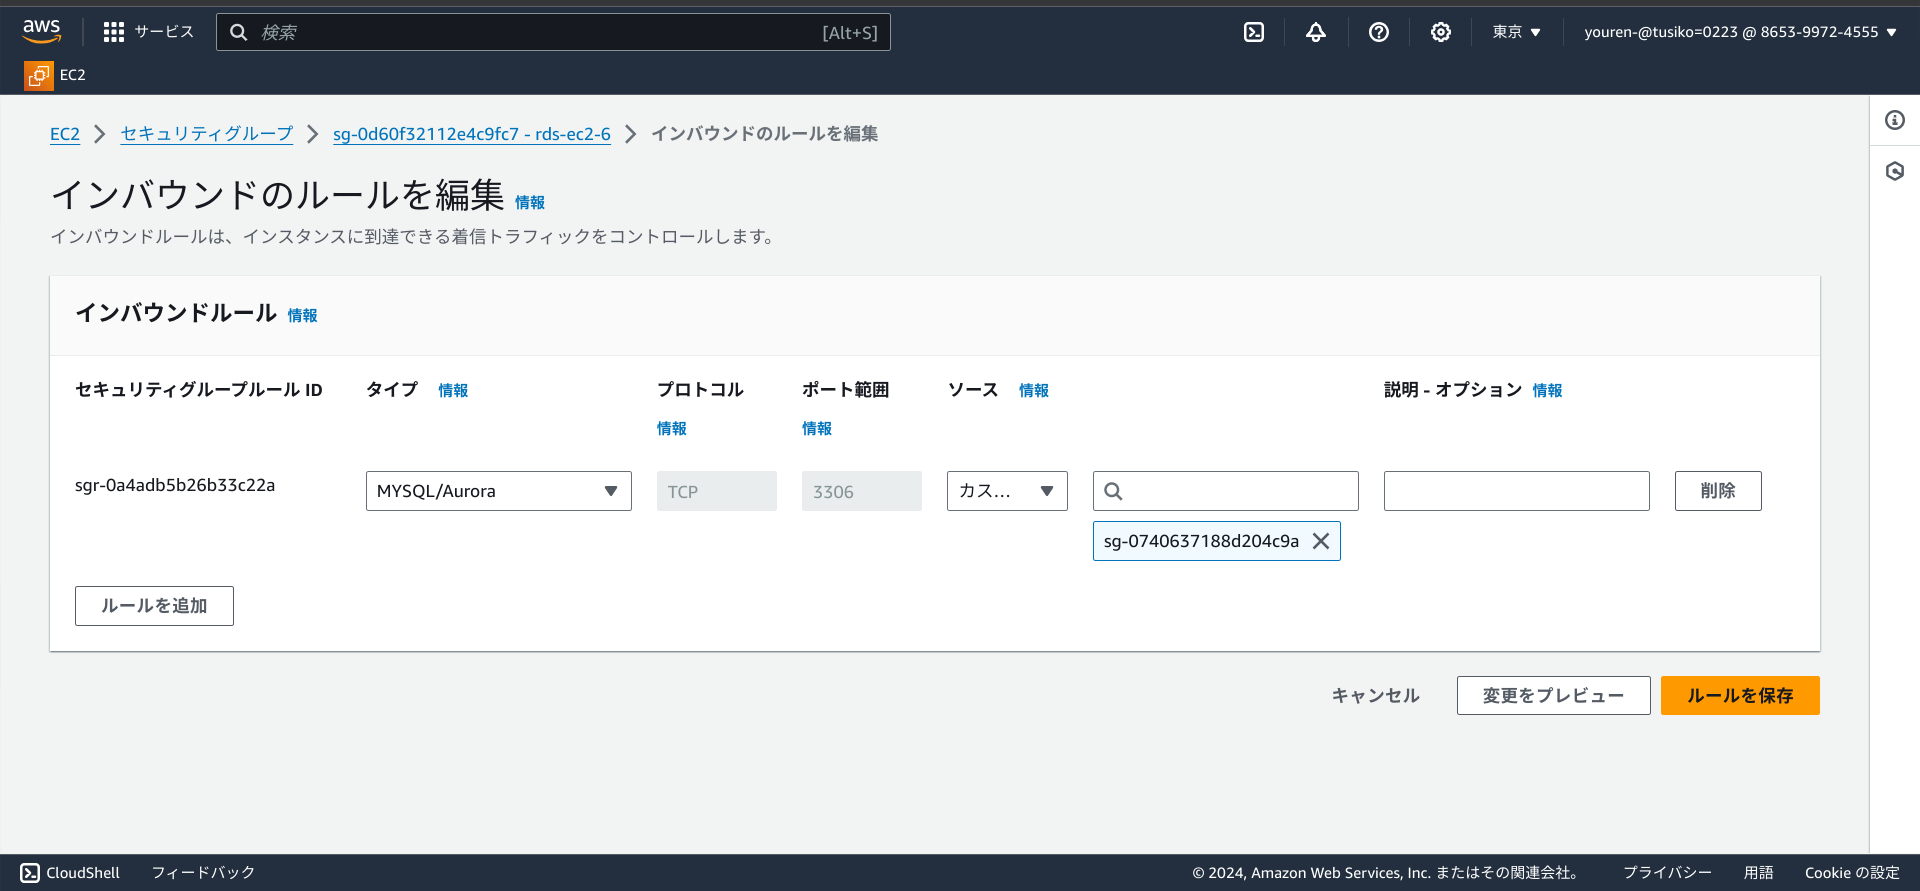 aws
サービス
検索
[Alt+S]
東京
youren-@tusiko=0223 @ 8653-9972-4555
EC2
EC2
セキュリティグループ
sg-0d60f32112e4c9fc7 - rds-ec2-6
インバウンドのルールを編集
インバウンドのルールを編集 情報
インバウンドルールは、インスタンスに到達できる着信トラフィックをコントロールします。
インバウンドルール 情報
セキュリティグループルール ID
タイプ 情報
プロトコル 情報
ポート範囲 情報
ソース 情報
説明 - オプション 情報
sgr-0a4adb5b26b33c22a
MYSQL/Aurora
TCP
3306
カス...
削除
sg-0740637188d204c9a
ルールを追加
キャンセル
変更をプレビュー
ルールを保存
CloudShell
フィードバック
© 2024, Amazon Web Services, Inc. またはその関連会社。
プライバシー
用語
Cookie の設定